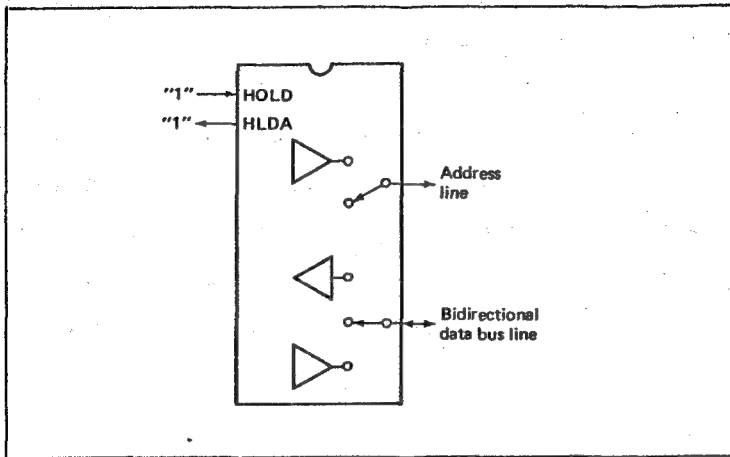 "1" HOLD
"1" HLDA
Address
line
Bidirectional
data bus line